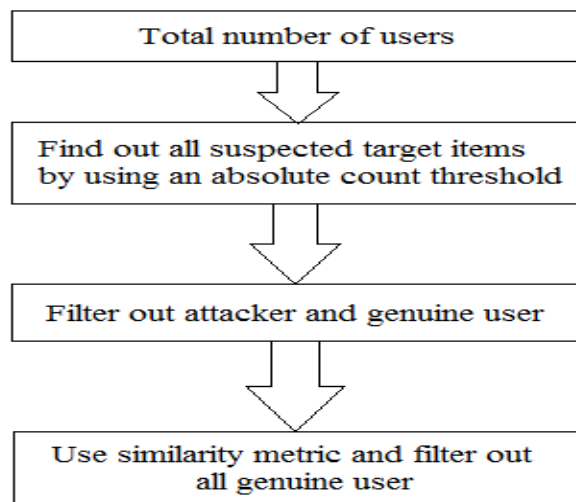 Total number of users
Find out all suspected target items
by using an absolute count threshold
Filter out attacker and genuine user
Use similarity metric and filter out
all genuine user